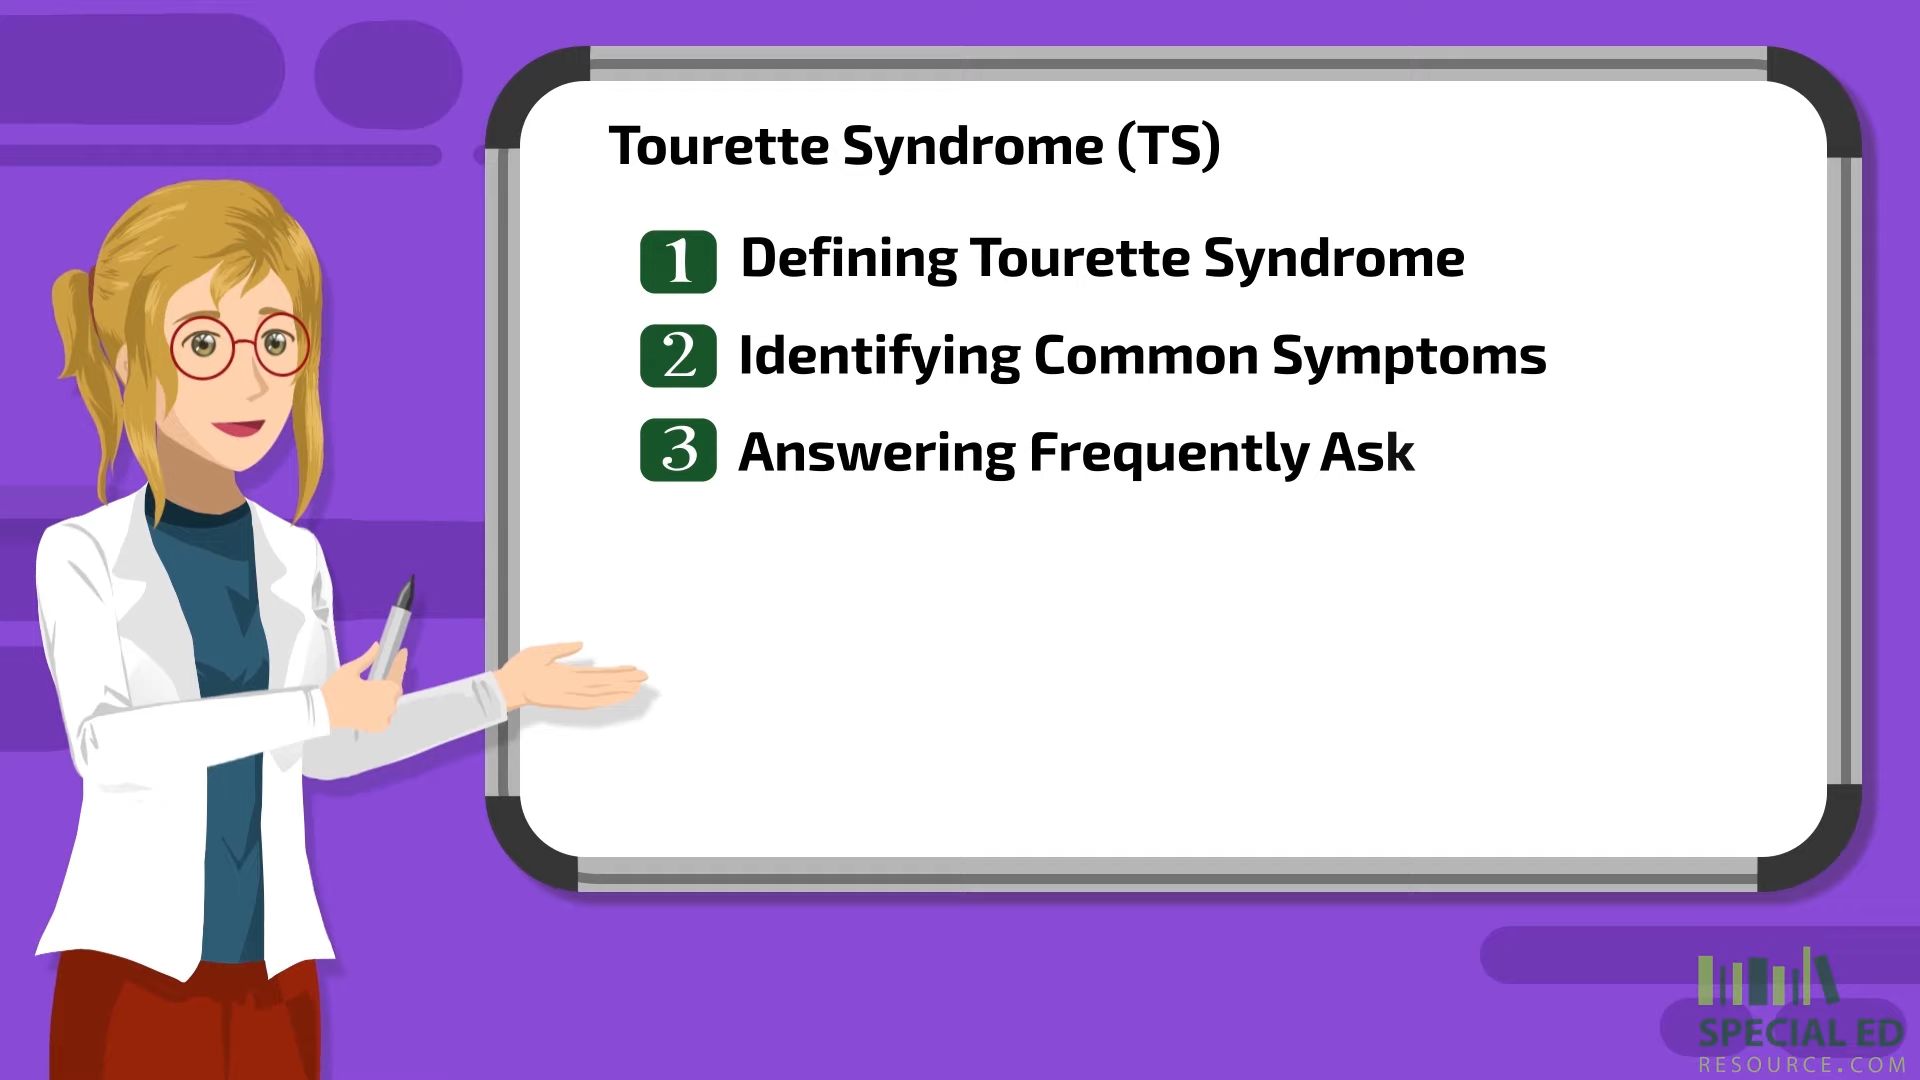 Tourette Syndrome (TS)
1 Defining Tourette Syndrome
2 Identifying Common Symptoms
3 Answering Frequently Ask
SPECIAL ED
RESOURCE.COM